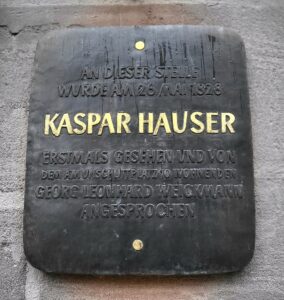 AN DIESER STELLE
WURDE AM 26. MAI 1828
KASPAR HAUSER
ERSTMALS GESEHEN UND VON
DEM AM UNSCHLITTPLATZ 10 WOHNENDEN
GEORG LEONHARD WEICKMANN
ANGESPROCHEN